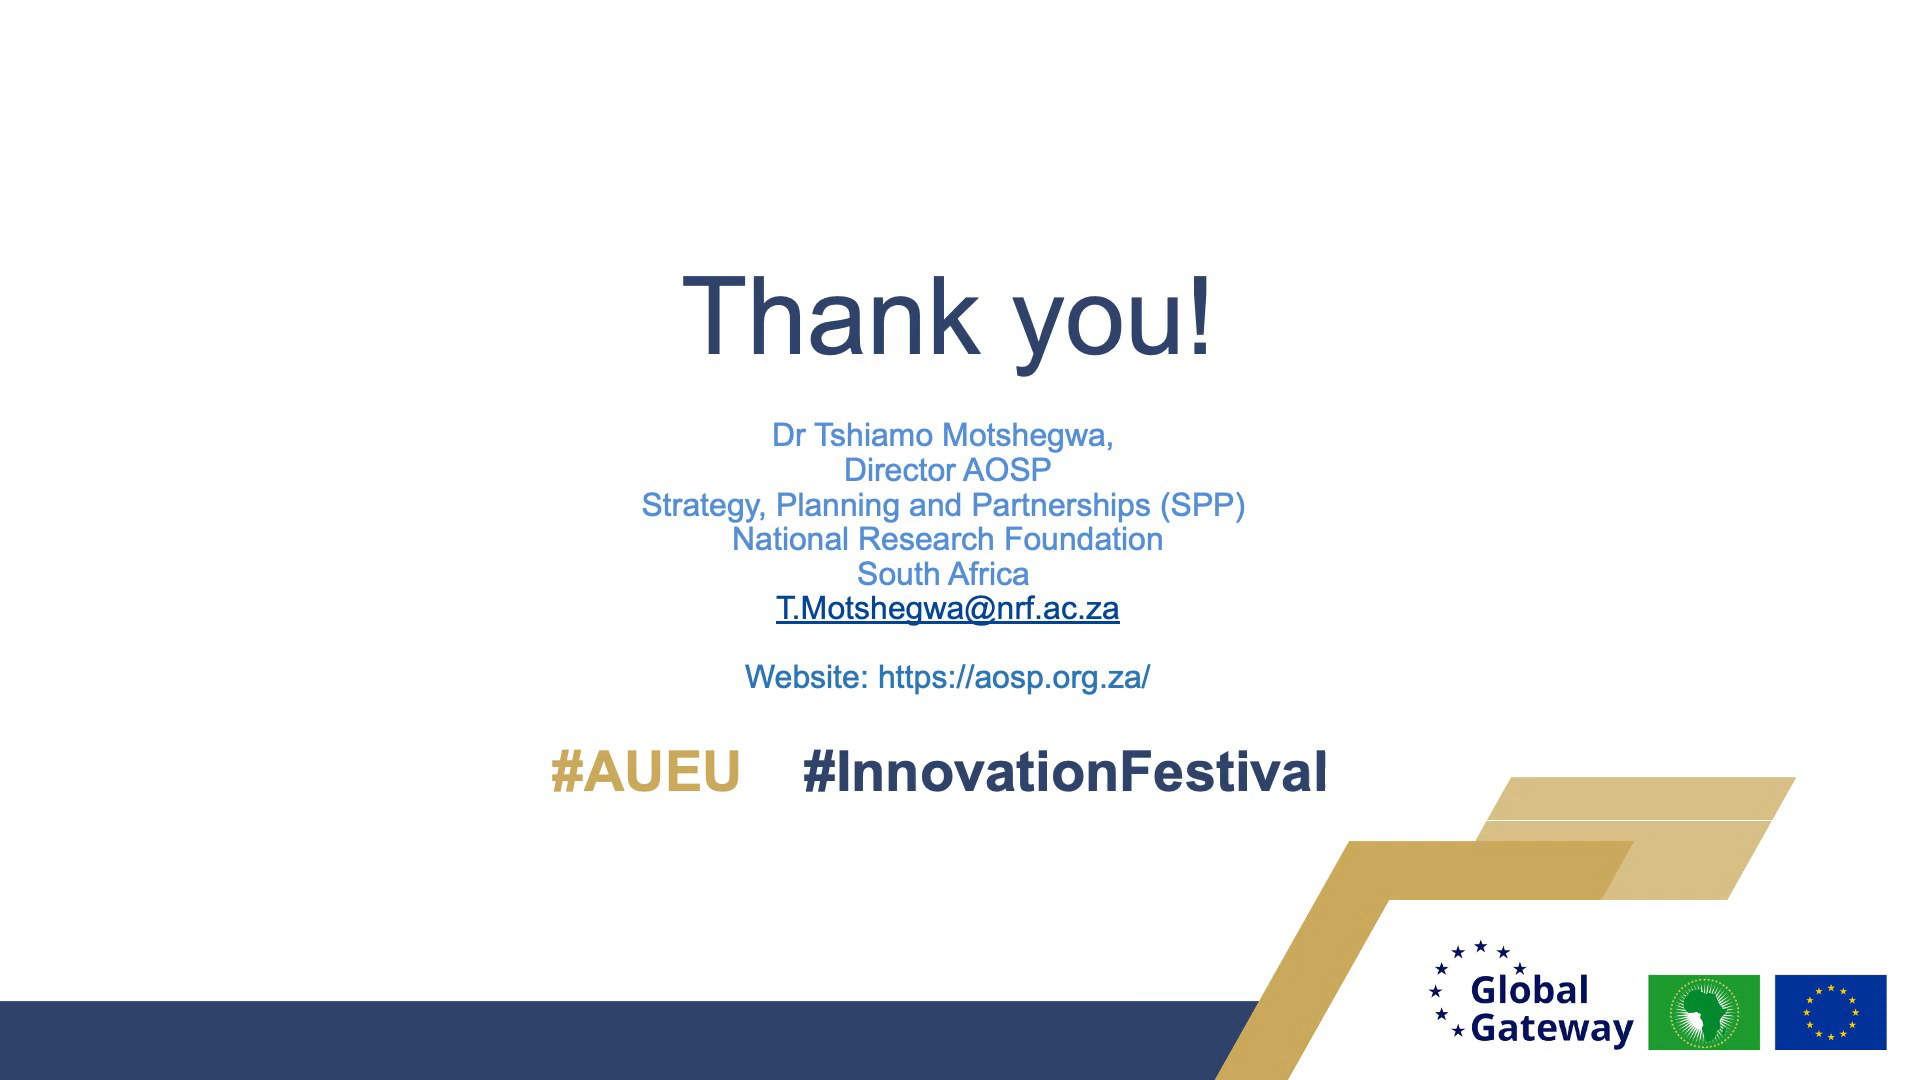 Thank you!
Dr Tshiamo Motshegwa,
Director AOSP
Strategy, Planning and Partnerships (SPP)
National Research Foundation
South Africa
T.Motshegwa@nrf.ac.za
Website: https://aosp.org.za/
#AUEU #InnovationFestival
Global
Gateway